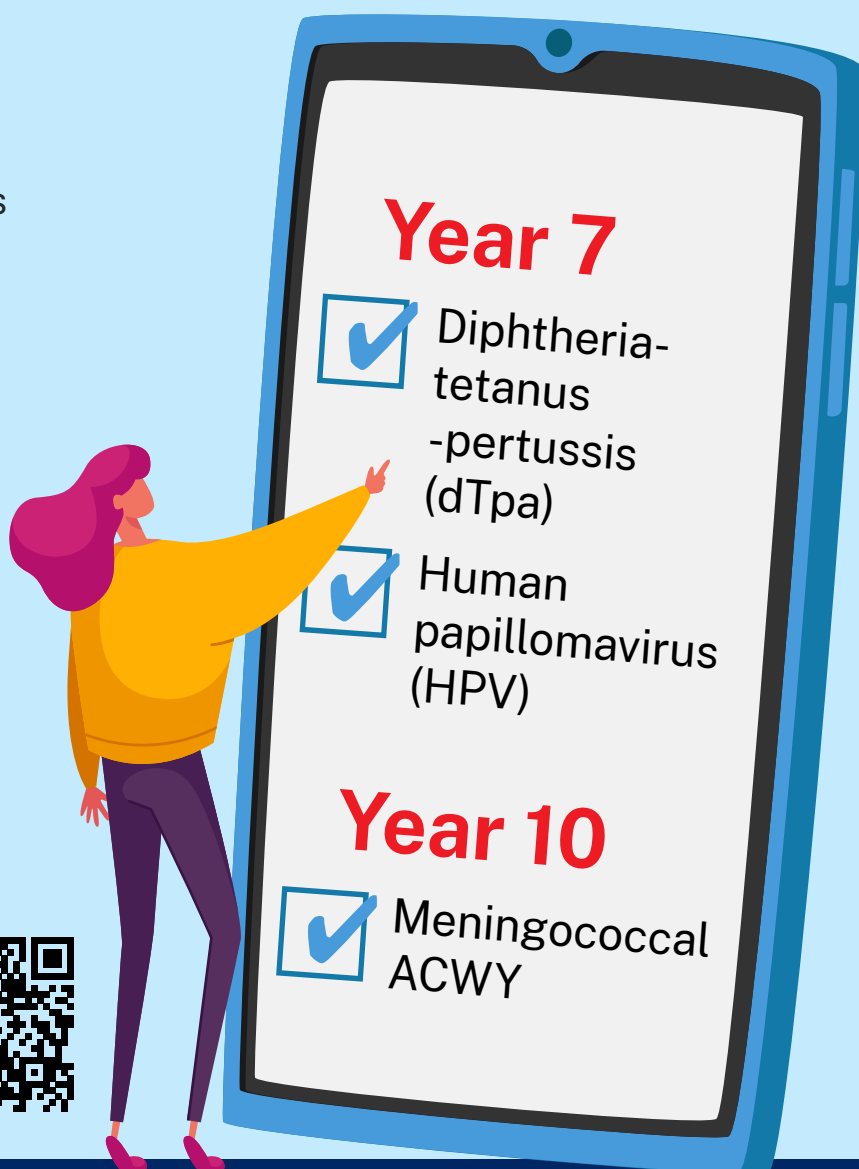 s
Year 7
Diphtheria-
tetanus
-pertussis
(dTpa)
Human
papillomavirus
(HPV)
Year 10
Meningococcal
ACWY